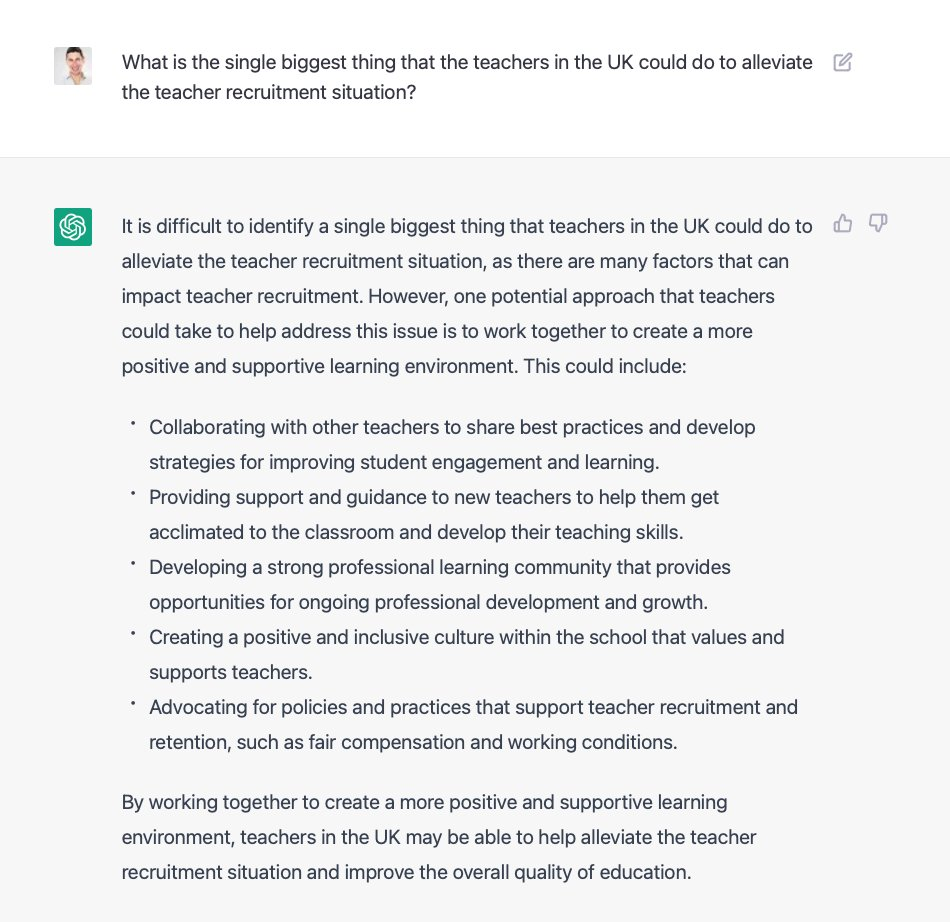 What is the single biggest thing that the teachers in the UK could do to alleviate
the teacher recruitment situation?
It is difficult to identify a single biggest thing that teachers in the UK could do to
alleviate the teacher recruitment situation, as there are many factors that can
impact teacher recruitment. However, one potential approach that teachers
could take to help address this issue is to work together to create a more
positive and supportive learning environment. This could include:
• Collaborating with other teachers to share best practices and develop
strategies for improving student engagement and learning.
• Providing support and guidance to new teachers to help them get
acclimated to the classroom and develop their teaching skills.
• Developing a strong professional learning community that provides
opportunities for ongoing professional development and growth.
• Creating a positive and inclusive culture within the school that values and
supports teachers.
• Advocating for policies and practices that support teacher recruitment and
retention, such as fair compensation and working conditions.
By working together to create a more positive and supportive learning
environment, teachers in the UK may be able to help alleviate the teacher
recruitment situation and improve the overall quality of education.